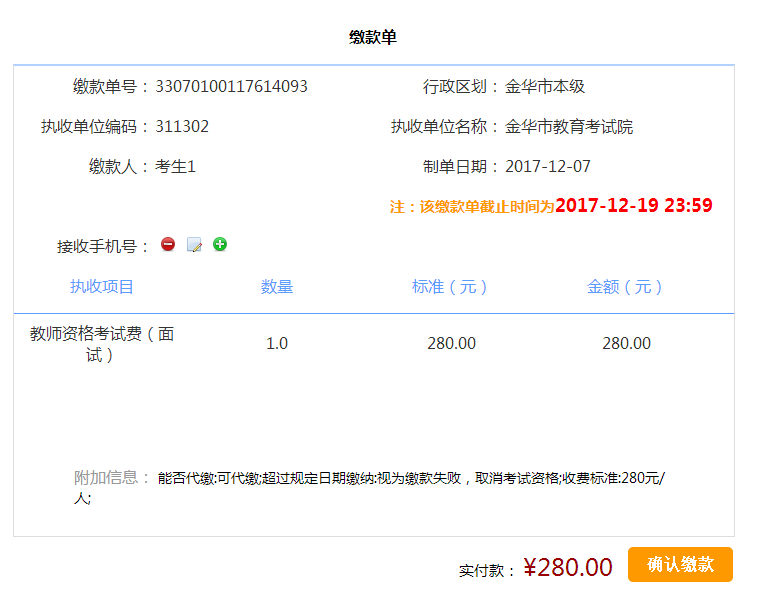 缴款单
缴款单号： 33070100117614093 行政区划： 金华市本级
执收单位编码： 311302 执收单位名称： 金华市教育考试院
缴款人： 考生1 制单日期： 2017-12-07
注：该缴款单截止时间为2017-12-19 23:59
接收手机号：
执收项目 数量 标准（元） 金额（元）
教师资格考试费（面
试） 1.0 280.00 280.00
附加信息： 能否代缴:可代缴;超过规定日期缴纳:视为缴款失败，取消考试资格;收费标准:280元/
人;
实付款： ¥280.00 确认缴款